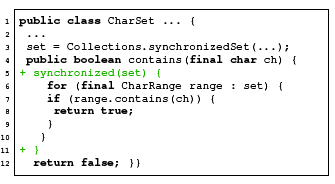 1 public class CharSet ... {
2 ...
3 set = Collections.synchronizedSet(...);
4 public boolean contains(final char ch) {
5 + synchronized(set) {
6 for (final CharRange range : set) {
7 if (range.contains(ch)) {
8 return true;
9 }
10 }
11 + }
12 return false; }}